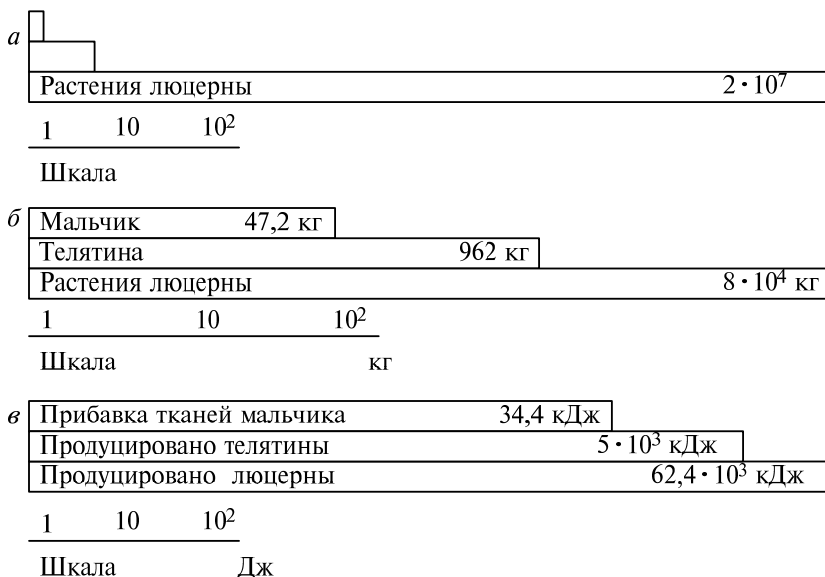 а
Растения люцерны 2 · 10⁷
1 10 10²
Шкала
б Мальчик 47,2 кг
Телятина 962 кг
Растения люцерны 8 · 10⁴ кг
1 10 10²
Шкала кг
в Прибавка тканей мальчика 34,4 кДж
Продуцировано телятины 5 · 10³ кДж
Продуцировано люцерны 62,4 · 10³ кДж
1 10 10²
Шкала Дж